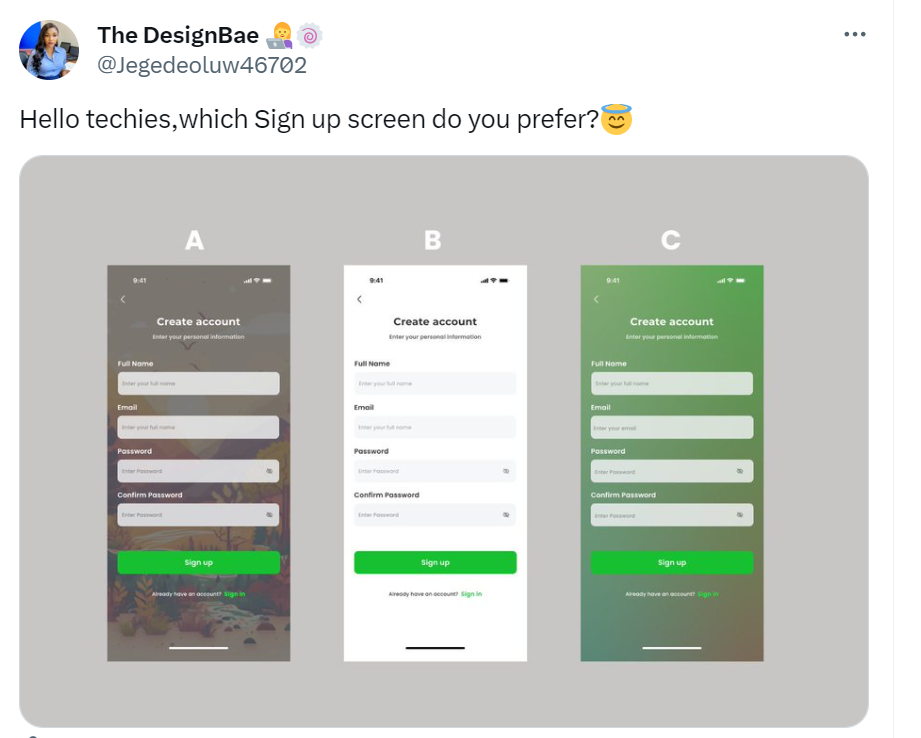 The DesignBae
@Jegedeoluw46702
Hello techies,which Sign up screen do you prefer?
A
9:41
Create account
Enter your personal information
Full Name
Enter your full name
Email
Enter your full name
Password
Enter Password
Confirm Password
Enter Password
Sign up
Already have an account? Sign in
B
9:41
Create account
Enter your personal information
Full Name
Enter your full name
Email
Enter your full name
Password
Enter Password
Confirm Password
Enter Password
Sign up
Already have an account? Sign in
C
9:41
Create account
Enter your personal information
Full Name
Enter your full name
Email
Enter your email
Password
Enter Password
Confirm Password
Enter Password
Sign up
Already have an account? Sign in